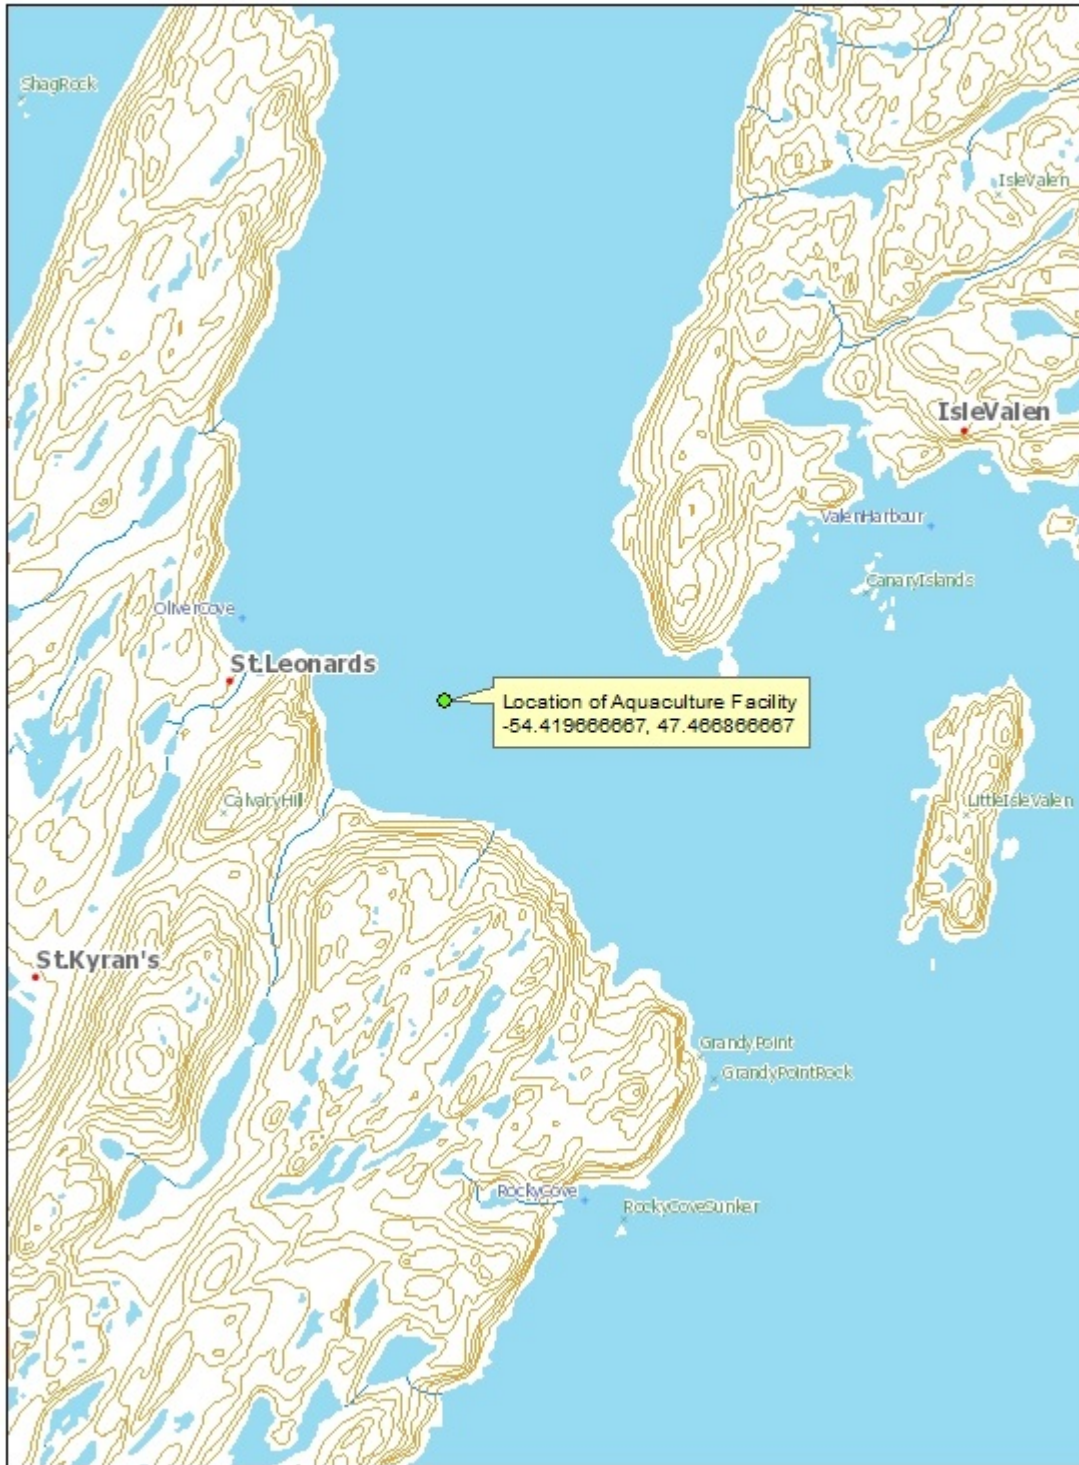 ShagRock
IsleValen
IsleValen
ValenHarbour
CanaryIslands
OliverCove
St.Leonards
Location of Aquaculture Facility
-54.419666667, 47.466866667
CalvaryHill
LittleIsleValen
St.Kyran's
GrandyPoint
GrandyPointRock
RockyCove
RockyCoveSunker